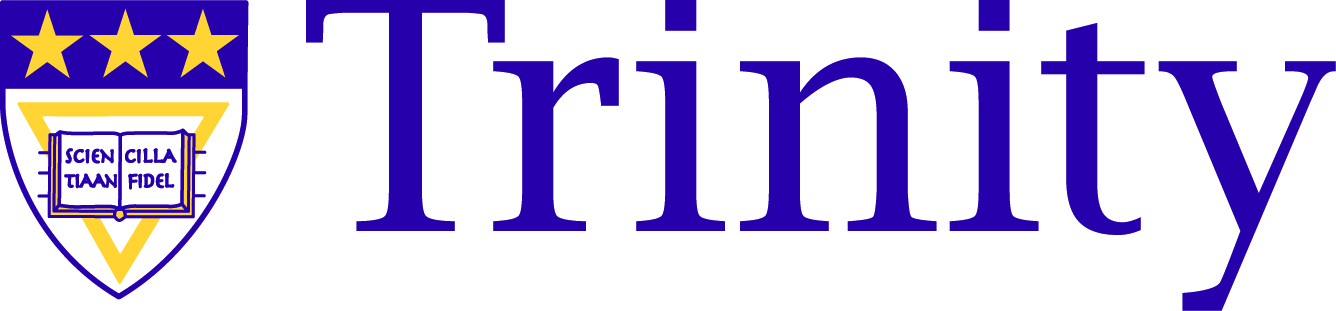 Trinity
SCIEN CILLA
TIAAN FIDEL